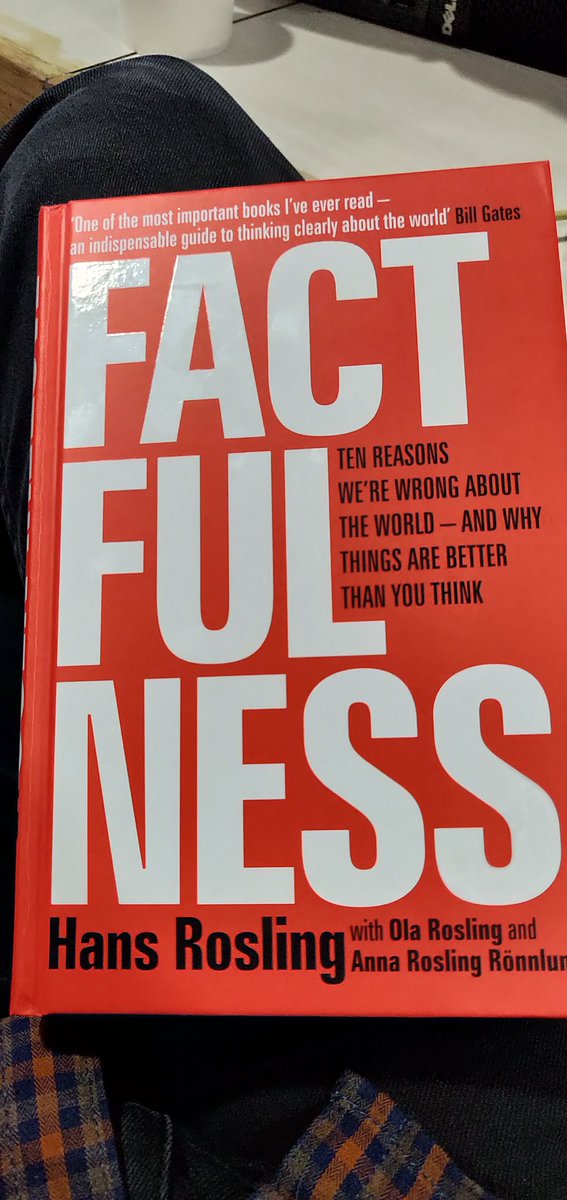 DELL
'One of the most important books I've ever read –
an indispensable guide to thinking clearly about the world' Bill Gates
FACT
FUL
TEN REASONS
WE'RE WRONG ABOUT
THE WORLD – AND WHY
THINGS ARE BETTER
THAN YOU THINK
NESS
Hans Rosling with Ola Rosling and
Anna Rosling Rönnlun